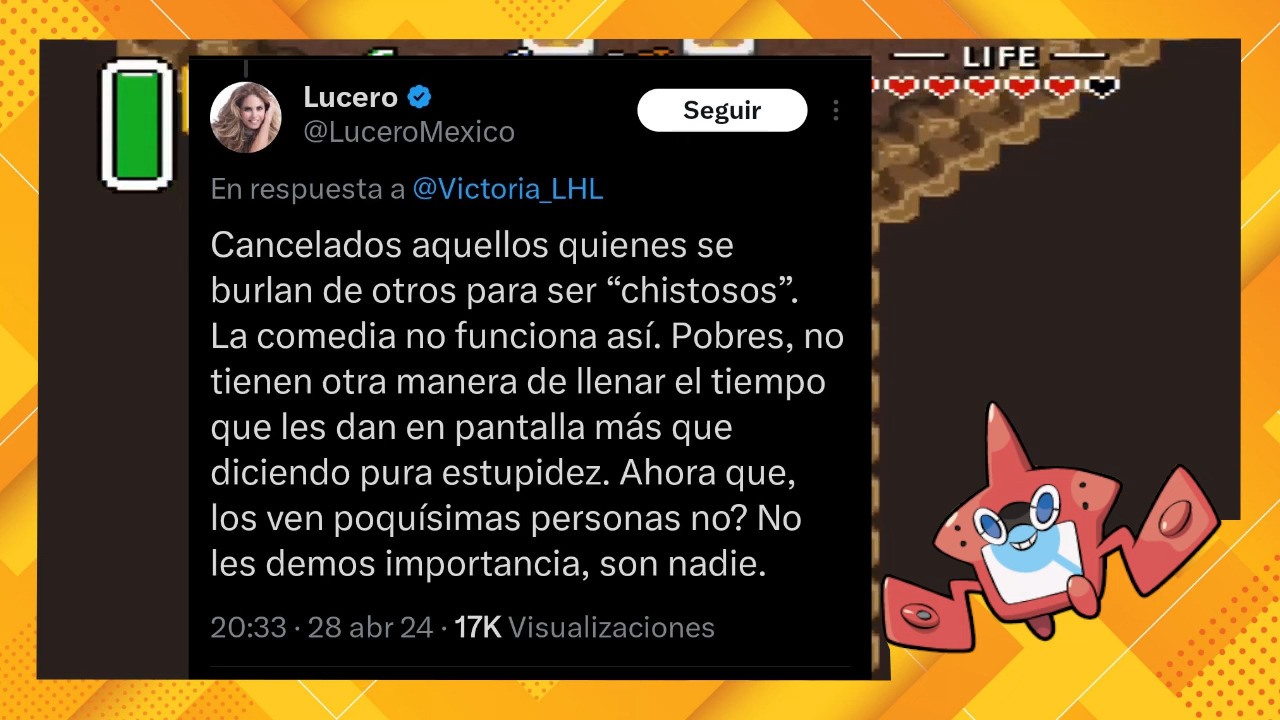 LIFE
Lucero
@LuceroMexico
Seguir
En respuesta a @Victoria_LHL
Cancelados aquellos quienes se
burlan de otros para ser “chistosos”.
La comedia no funciona así. Pobres, no
tienen otra manera de llenar el tiempo
que les dan en pantalla más que
diciendo pura estupidez. Ahora que,
los ven poquísimas personas no? No
les demos importancia, son nadie.
20:33 · 28 abr 24 · 17K Visualizaciones